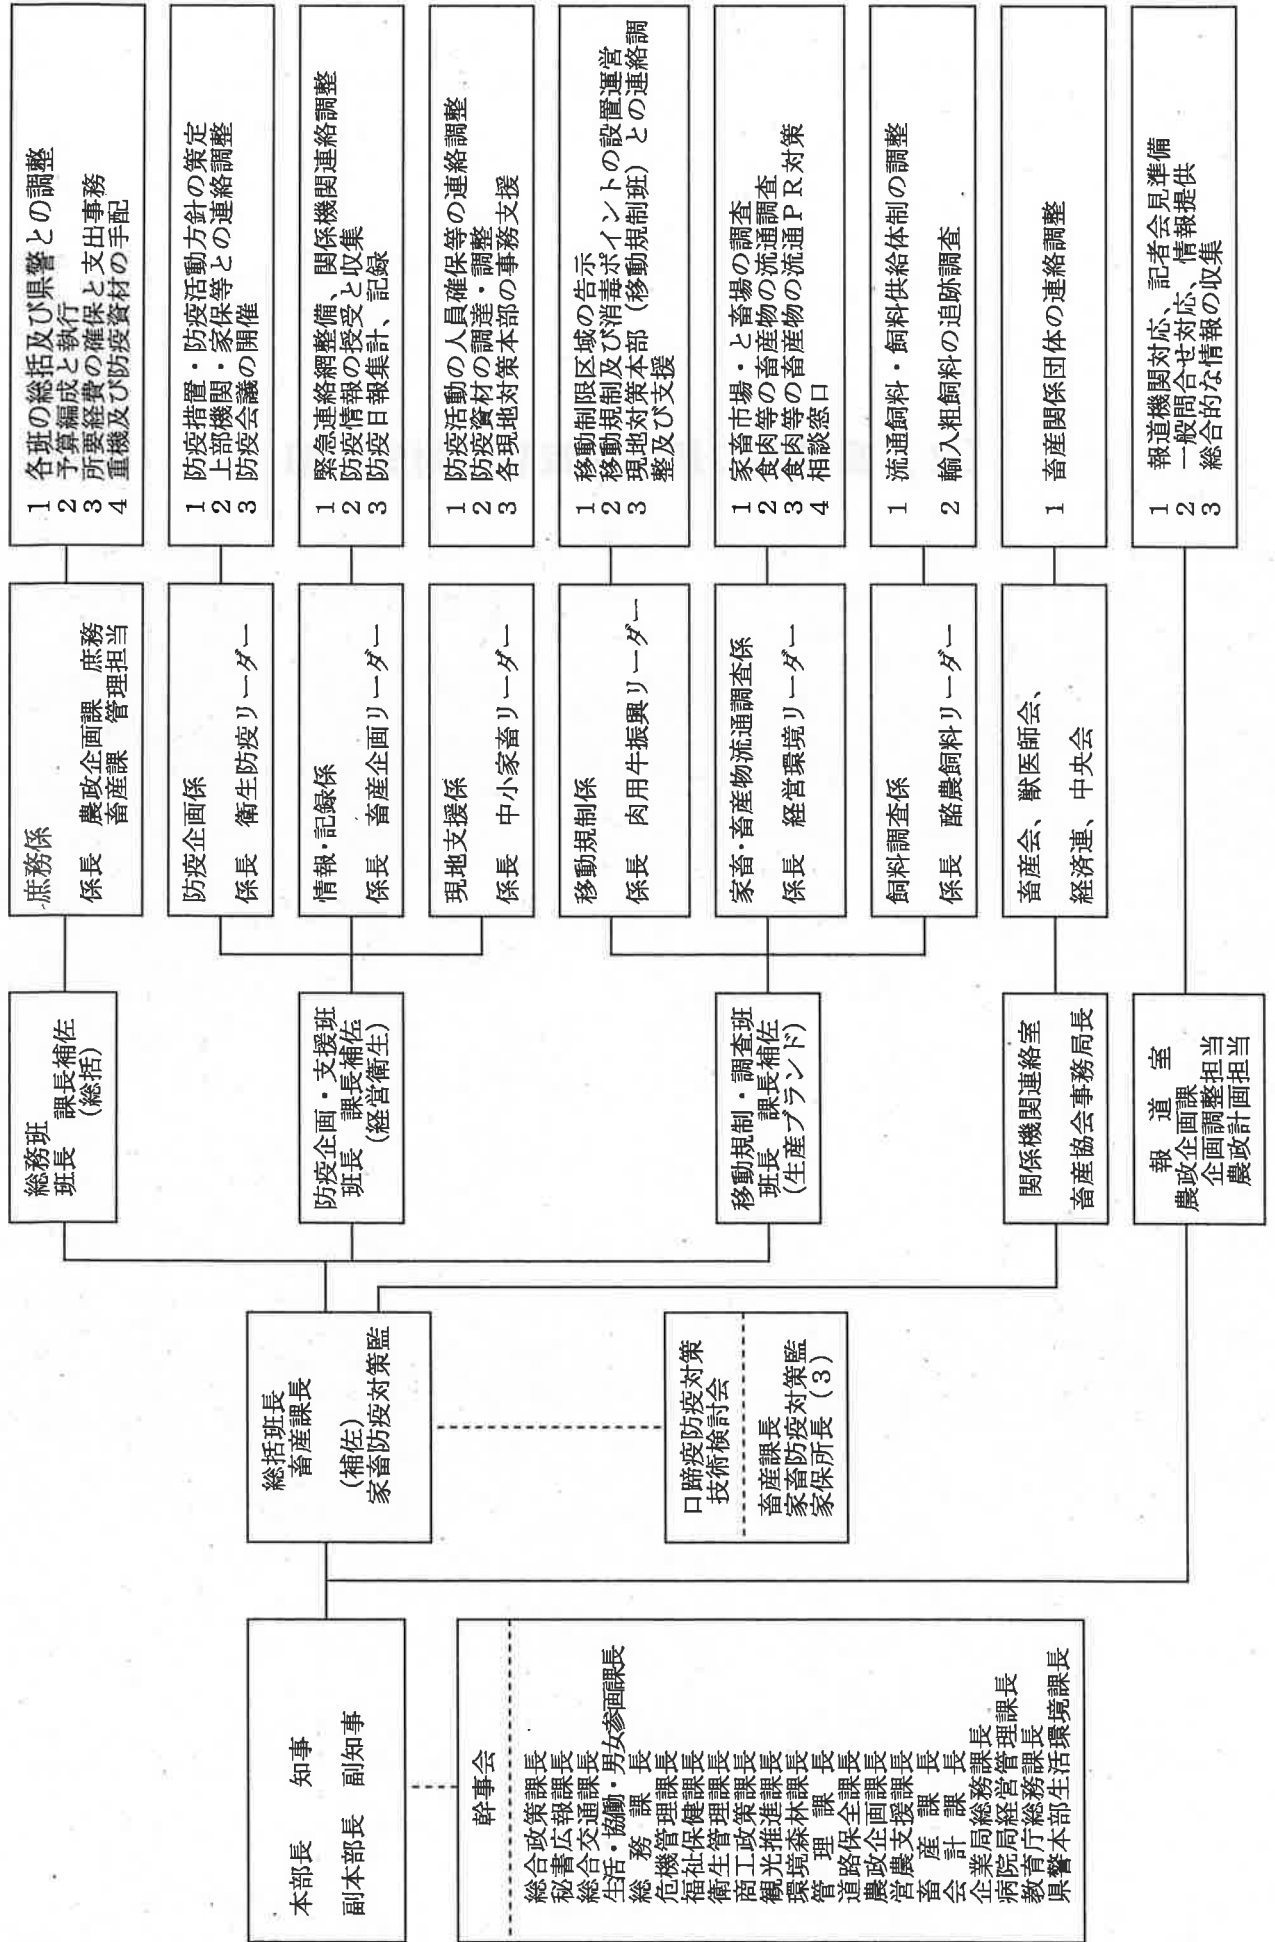 本部長　知事
副本部長　副知事
幹事会
総合政策課長
秘書広報課長
総合交通課長
生活・協働・男女参画課長
総務課長
危機管理課長
福祉保健課長
衛生管理課長
商工政策課長
観光推進課長
環境森林課長
管理課長
道路保全課長
農政企画課長
営農支援課長
畜産課長
会計課長
企業局総務課長
病院局経営管理課長
教育庁総務課長
県警本部生活環境課長
総括班長
畜産課長
(補佐)
家畜防疫対策監
口蹄疫防疫対策
技術検討会
畜産課長
家畜防疫対策監
家保所長（3）
総務班
班長　課長補佐
(総括)
防疫企画・支援班
班長　課長補佐
(経営衛生)
移動規制・調査班
班長　課長補佐
(生産ブランド)
関係機関連絡室
畜産協会事務局長
報道室
農政企画課
企画調整担当
農政計画担当
庶務係
係長　農政企画課　庶務
畜産課　管理担当
防疫企画係
係長　衛生防疫リーダー
情報・記録係
係長　畜産企画リーダー
現地支援係
係長　中小家畜リーダー
移動規制係
係長　肉用牛振興リーダー
家畜・畜産物流通調査係
係長　経営環境リーダー
飼料調査係
係長　酪農飼料リーダー
畜産会、獣医師会、
経済連、中央会
1　各班の総括及び県警との調整
2　予算編成と執行
3　所要経費の確保と支出事務
4　重機及び防疫資材の手配
1　防疫措置・防疫活動方針の策定
2　上部機関・家保等との連絡調整
3　防疫会議の開催
1　緊急連絡網整備、関係機関連絡調整
2　防疫情報の授受と収集
3　防疫日報集計、記録
1　防疫活動の人員確保等の連絡調整
2　防疫資材の調達・調整
3　各現地対策本部の事務支援
1　移動制限区域の告示
2　移動規制及び消毒ポイントの設置運営
3　現地対策本部（移動規制班）との連絡調
整及び支援
1　家畜市場・と畜場の調査
2　食肉等の畜産物の流通調査
3　食肉等の畜産物の流通ＰＲ対策
4　相談窓口
1　流通飼料・飼料供給体制の調整
2　輸入粗飼料の追跡調査
1　畜産関係団体の連絡調整
1　報道機関対応、記者会見準備
2　一般問合せ対応、情報提供
3　総合的な情報の収集